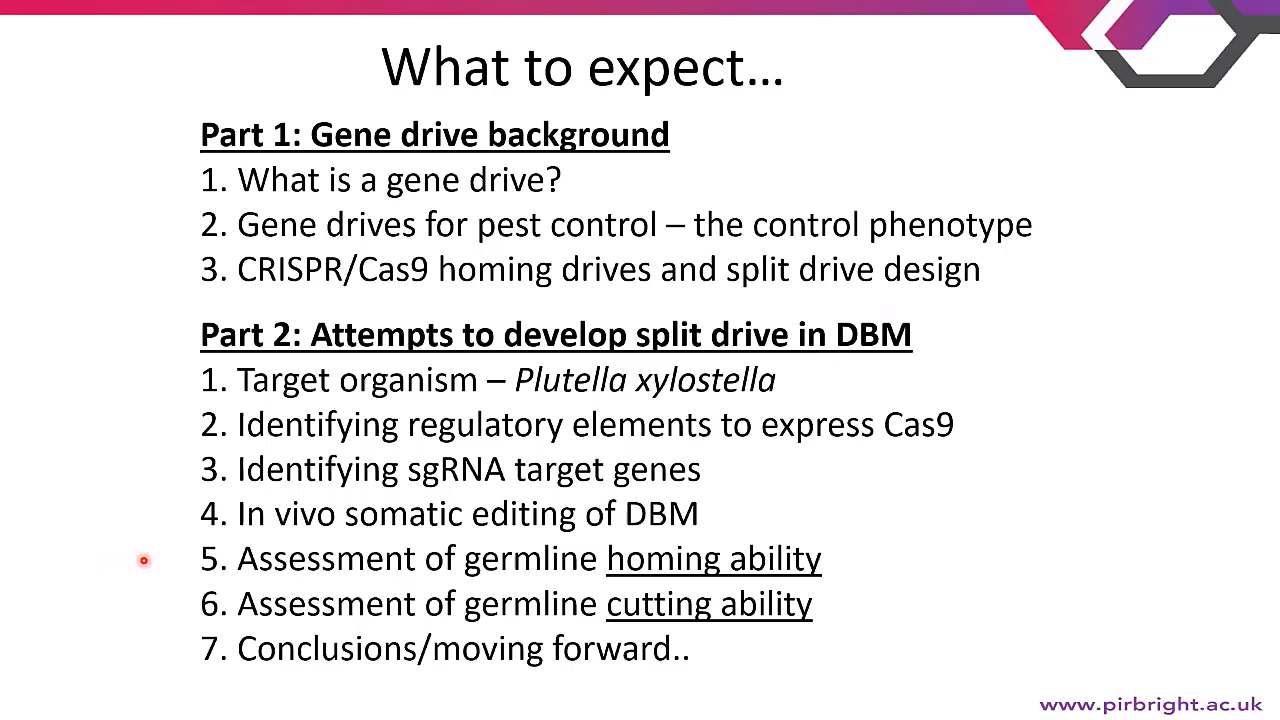 What to expect...
Part 1: Gene drive background
1. What is a gene drive?
2. Gene drives for pest control – the control phenotype
3. CRISPR/Cas9 homing drives and split drive design
Part 2: Attempts to develop split drive in DBM
1. Target organism – Plutella xylostella
2. Identifying regulatory elements to express Cas9
3. Identifying sgRNA target genes
4. In vivo somatic editing of DBM
5. Assessment of germline homing ability
6. Assessment of germline cutting ability
7. Conclusions/moving forward..
www.pirbright.ac.uk